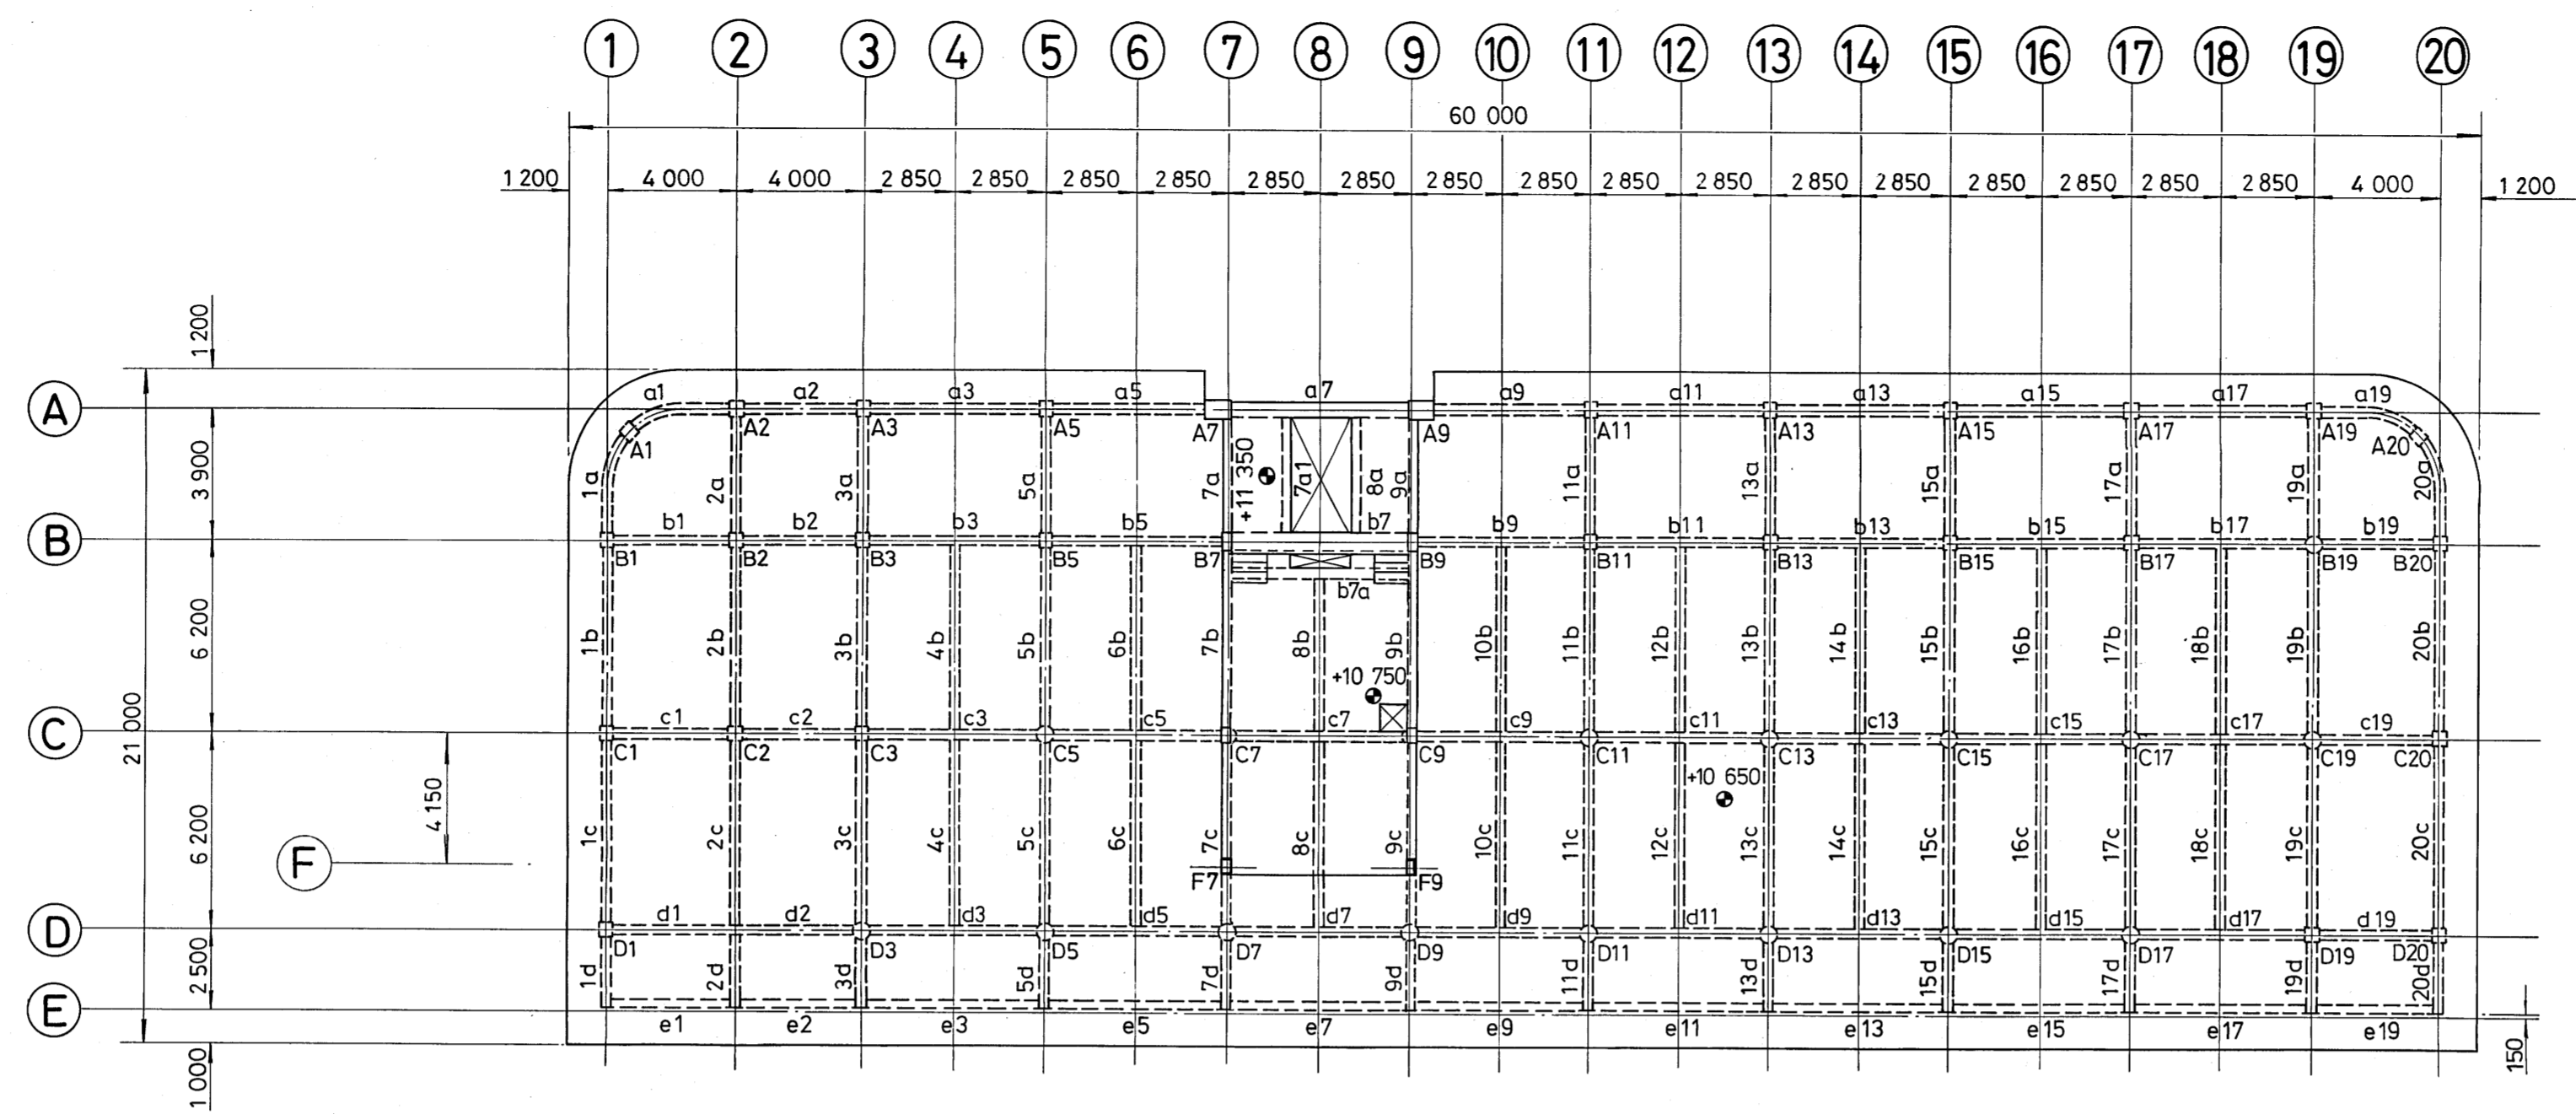 1 2 3 4 5 6 7 8 9 10 11 12 13 14 15 16 17 18 19 20
60 000
1 200 4 000 4 000 2 850 2 850 2 850 2 850 2 850 2 850 2 850 2 850 2 850 2 850 2 850 2 850 2 850 2 850 2 850 2 850 4 000 1 200
1 200
a1 a2 a3 a5 a7 a9 a11 a13 a15 a17 a19
A
A1 A2 A3 A5 A7 A9 A11 A13 A15 A17 A19 A20
3 900
1a 2a 3a 5a 7a +11 350 7a1 8a 9a 11a 13a 15a 17a 19a 20a
b1 b2 b3 b5 b7 b9 b11 b13 b15 b17 b19
B
B1 B2 B3 B5 B7 B9 B11 B13 B15 B17 B19 B20
b7a
6 200
1b 2b 3b 4b 5b 6b 7b 8b 9b 10b 11b 12b 13b 14b 15b 16b 17b 18b 19b 20b
+10 750
21 000
c1 c2 c3 c5 c7 c9 c11 c13 c15 c17 c19
C
C1 C2 C3 C5 C7 C9 C11 C13 C15 C17 C19 C20
+10 650
4 150
6 200
1c 2c 3c 4c 5c 6c 7c 8c 9c 10c 11c 12c 13c 14c 15c 16c 17c 18c 19c 20c
F
F7 F9
d1 d2 d3 d5 d7 d9 d11 d13 d15 d17 d19
D
D1 D3 D5 D7 D9 D11 D13 D15 D17 D19 D20
2 500
1d 2d 3d 5d 7d 9d 11d 13d 15d 17d 19d 20d
E
e1 e2 e3 e5 e7 e9 e11 e13 e15 e17 e19
1 000
150